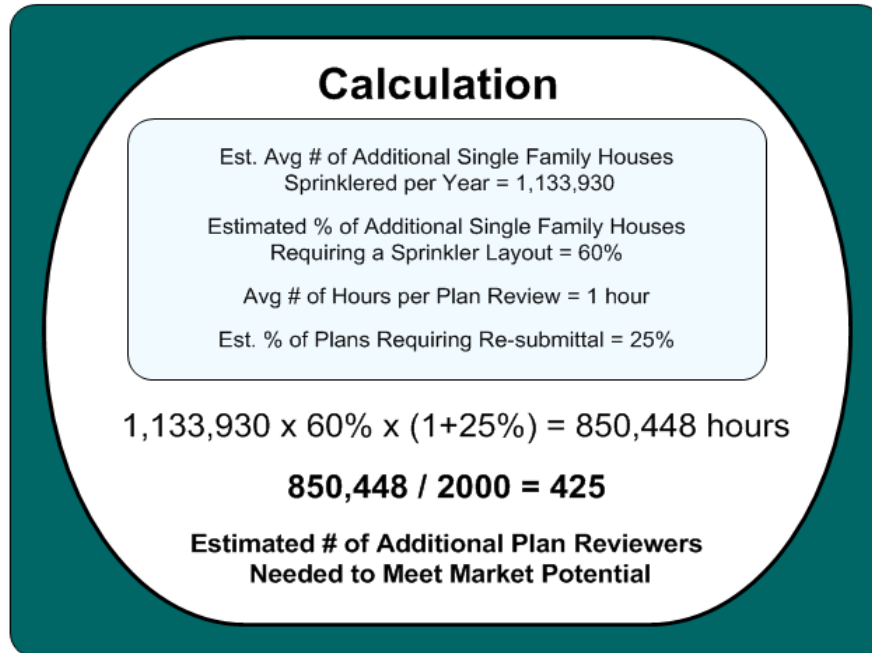 Calculation
Est. Avg # of Additional Single Family Houses
Sprinklered per Year = 1,133,930
Estimated % of Additional Single Family Houses
Requiring a Sprinkler Layout = 60%
Avg # of Hours per Plan Review = 1 hour
Est. % of Plans Requiring Re-submittal = 25%
1,133,930 x 60% x (1+25%) = 850,448 hours
850,448 / 2000 = 425
Estimated # of Additional Plan Reviewers
Needed to Meet Market Potential